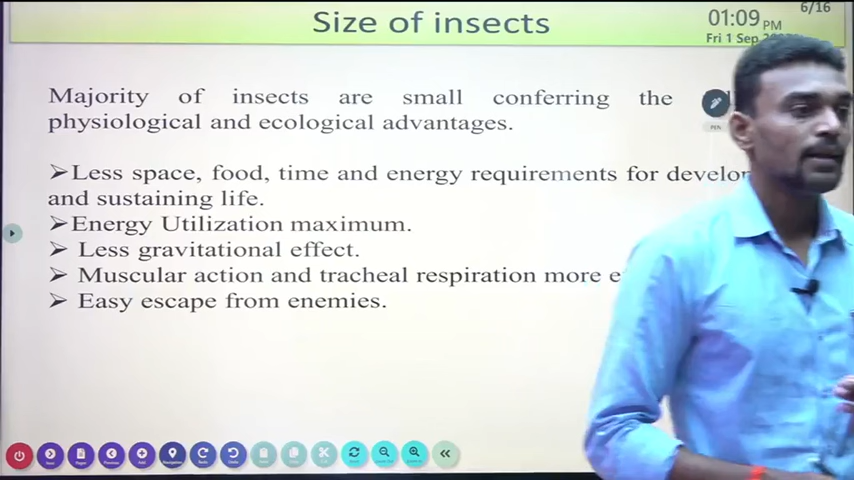 Size of insects
01:09 PM
6/16
Fri 1 Sep
Majority of insects are small conferring the
physiological and ecological advantages.
➢Less space, food, time and energy requirements for
and sustaining life.
➢Energy Utilization maximum.
➢ Less gravitational effect.
➢ Muscular action and tracheal respiration more
➢ Easy escape from enemies.
PEN